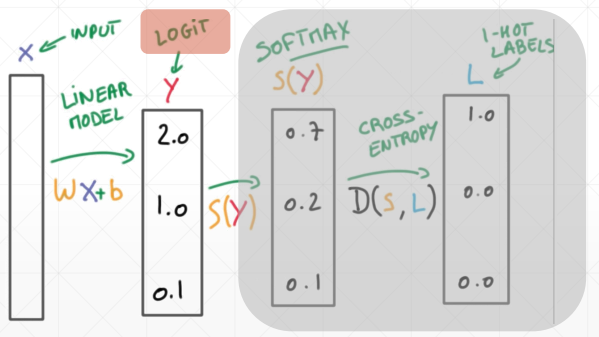 X
INPUT
LOGIT
Y
LINEAR
MODEL
WX+b
2.0
1.0
0.1
S(Y)
SOFTMAX
S(Y)
0.7
0.2
0.1
CROSS-
ENTROPY
D(S,L)
1-HOT
LABELS
L
1.0
0.0
0.0